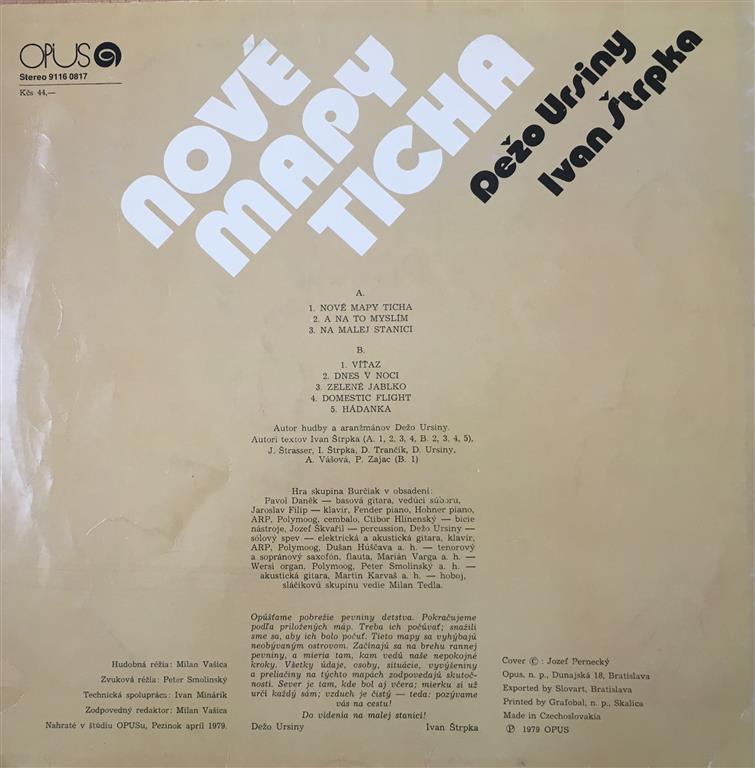 OPUS
Stereo 9116 0817
Kčs 44,—
NOVÉ
MAPY
TICHA
Dežo Ursiny
Ivan Štrpka
A.
1. NOVÉ MAPY TICHA
2. A NA TO MYSLÍM
3. NA MALEJ STANICI
B.
1. VÍŤAZ
2. DNES V NOCI
3. ZELENÉ JABLKO
4. DOMESTIC FLIGHT
5. HÁDANKA
Autor hudby a aranžmánov Dežo Ursiny.
Autori textov Ivan Štrpka (A. 1, 2, 3, 4, B. 2, 3, 4, 5),
J. Štrasser, I. Štrpka, D. Trančík, D. Ursiny,
A. Vášová, P. Zajac (B. 1)
Hra skupina Burčiak v obsadení:
Pavol Daněk — basová gitara, vedúci súboru,
Jaroslav Filip — klavír, Fender piano, Hohner piano,
ARP, Polymoog, cembalo, Ctibor Hlinenský — bicie
nástroje, Jozef Škvařil — percussion, Dežo Ursiny —
sólový spev — elektrická a akustická gitara, klavír,
ARP, Polymoog, Dušan Húščava a. h. — tenorový
a sopránový saxofón, flauta, Marián Varga a. h. —
Wersi organ, Polymoog, Peter Smolinský a. h. —
akustická gitara, Martin Karvaš a. h. — hoboj,
sláčikovú skupinu vedie Milan Tedla.
Opúšťame pobrežie pevniny detstva. Pokračujeme
podľa priložených máp. Treba ich počúvať; snažili
sme sa, aby ich bolo počuť. Tieto mapy sa vyhýbajú
neobývaným ostrovom. Začínajú sa na brehu rannej
pevniny, a mieria tam, kam vedú naše nepokojné
kroky. Všetky údaje, osoby, situácie, vyvýšeniny
a preliačiny na týchto mapách zodpovedajú skutoč-
nosti. Sever je tam, kde bol aj včera; mierku si už
určí každý sám; vzduch je čistý — teda: pozývame
vás na cestu!
Do videnia na malej stanici!
Dežo Ursiny Ivan Štrpka
Hudobná réžia: Milan Vašica
Zvuková réžia: Peter Smolinský
Technická spolupráca: Ivan Minárik
Zodpovedný redaktor: Milan Vašica
Nahraté v štúdiu OPUSu, Pezinok apríl 1979.
Cover ©: Jozef Pernecký
Opus, n. p., Dunajská 18, Bratislava
Exported by Slovart, Bratislava
Printed by Grafobal, n. p., Skalica
Made in Czechoslovakia
℗ 1979 OPUS